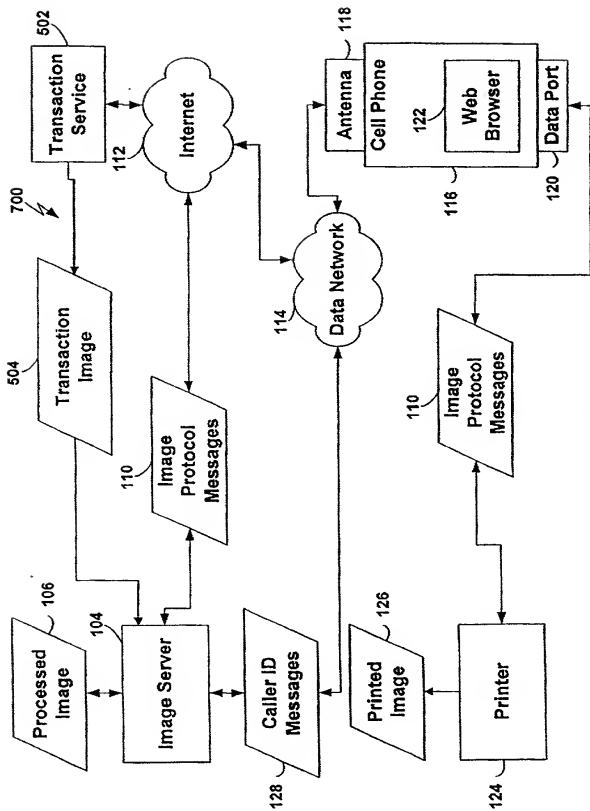 700
502
Transaction
Service
504
Transaction
Image
112
Internet
106
Processed
Image
104
Image Server
110
Image
Protocol
Messages
128
Caller ID
Messages
114
Data Network
118
Antenna
Cell Phone
122
Web
Browser
116
Data Port
120
110
Image
Protocol
Messages
126
Printed
Image
Printer
124